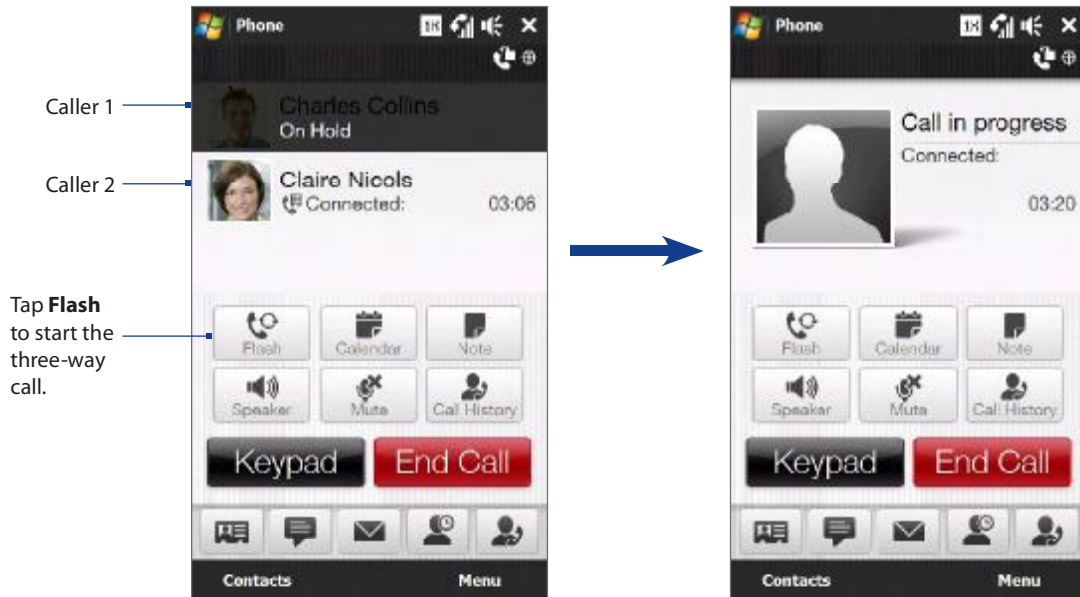 Phone
1X
Caller 1
Charles Collins
On Hold
Caller 2
Claire Nicols
Connected: 03:06
Tap Flash
to start the
three-way
call.
Flash Calendar Note
Speaker Mute Call History
Keypad End Call
Contacts Menu
Phone
1X
Call in progress
Connected:
03:20
Flash Calendar Note
Speaker Mute Call History
Keypad End Call
Contacts Menu